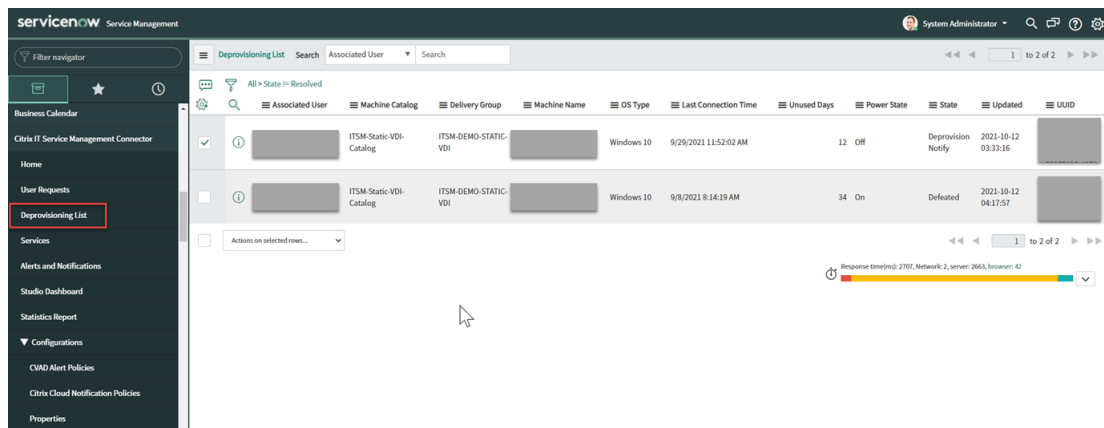 servicenow Service Management
System Administrator
Filter navigator
Deprovisioning List Search Associated User Search
1 to 2 of 2
All > State != Resolved
Associated User Machine Catalog Delivery Group Machine Name OS Type Last Connection Time Unused Days Power State State Updated UUID
ITSM-Static-VDI-
Catalog
ITSM-DEMO-STATIC-
VDI
Windows 10 9/29/2021 11:52:02 AM 12 Off
Deprovision
Notify
2021-10-12
03:33:16
ITSM-Static-VDI-
Catalog
ITSM-DEMO-STATIC-
VDI
Windows 10 9/8/2021 8:14:19 AM 34 On Defeated
2021-10-12
04:17:57
Actions on selected rows...
1 to 2 of 2
Response time(ms): 2707, Network: 2, server: 2663, browser: 42
Business Calendar
Citrix IT Service Management Connector
Home
User Requests
Deprovisioning List
Services
Alerts and Notifications
Studio Dashboard
Statistics Report
Configurations
CVAD Alert Policies
Citrix Cloud Notification Policies
Properties